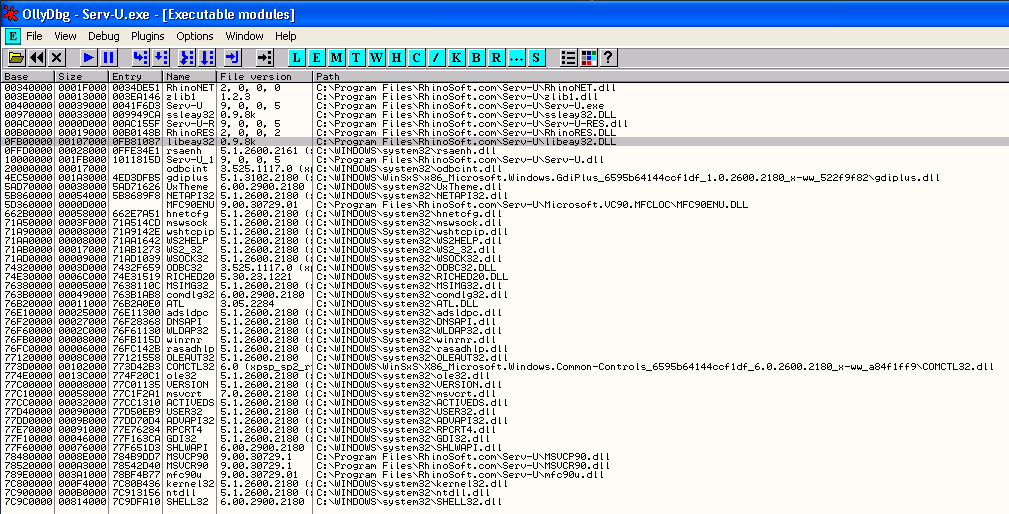 OllyDbg - Serv-U.exe - [Executable modules]
E File View Debug Plugins Options Window Help
L E M T W H C / K B R ... S ?
Base Size Entry Name File version Path
00340000 0001F000 0034DE51 RhinoNET 2, 0, 0, 0 C:\Program Files\RhinoSoft.com\Serv-U\RhinoNET.dll
003E0000 00013000 003EA146 zlib1 1.2.3 C:\Program Files\RhinoSoft.com\Serv-U\zlib1.dll
00400000 00039000 0041F6D3 Serv-U 9, 0, 0, 5 C:\Program Files\RhinoSoft.com\Serv-U\Serv-U.exe
00970000 00033000 009949CA ssleay32 0.9.8k C:\Program Files\RhinoSoft.com\Serv-U\ssleay32.DLL
00AC0000 0000D000 00AC155F Serv-U-R 9, 0, 0, 5 C:\Program Files\RhinoSoft.com\Serv-U\Serv-U-RES.dll
00B00000 00019000 00B0148B RhinoRES 2, 0, 0, 2 C:\Program Files\RhinoSoft.com\Serv-U\RhinoRES.DLL
0FB00000 00107000 0FB81087 libeay32 0.9.8k C:\Program Files\RhinoSoft.com\Serv-U\libeay32.DLL
0FFD0000 00028000 0FFE34E1 rsaenh 5.1.2600.2161 ( C:\WINDOWS\system32\rsaenh.dll
10000000 001FB000 1011815D Serv-U_1 9, 0, 0, 5 C:\Program Files\RhinoSoft.com\Serv-U\Serv-U.dll
20000000 00017000 odbcint 3.525.1117.0 (x C:\WINDOWS\system32\odbcint.dll
4EC50000 001A3000 4ED3DFB5 gdiplus 5.1.3102.2180 ( C:\WINDOWS\WinSxS\x86_Microsoft.Windows.GdiPlus_6595b64144ccf1df_1.0.2600.2180_x-ww_522f9f82\gdiplus.dll
5AD70000 00038000 5AD71626 UxTheme 6.00.2900.2180 C:\WINDOWS\system32\UxTheme.dll
5B860000 00054000 5B8689F8 NETAPI32 5.1.2600.2180 ( C:\WINDOWS\system32\NETAPI32.dll
5D360000 0000D000 MFC90ENU 9.00.30729.01 C:\Program Files\RhinoSoft.com\Serv-U\Microsoft.VC90.MFCLOC\MFC90ENU.DLL
662B0000 00058000 662E7A51 hnetcfg 5.1.2600.2180 ( C:\WINDOWS\system32\hnetcfg.dll
71A50000 0003F000 71A514CD mswsock 5.1.2600.2180 ( C:\WINDOWS\system32\mswsock.dll
71A90000 00008000 71A9142E wshtcpip 5.1.2600.2180 ( C:\WINDOWS\system32\wshtcpip.dll
71AA0000 00008000 71AA1642 WS2HELP 5.1.2600.2180 ( C:\WINDOWS\system32\WS2HELP.dll
71AB0000 00017000 71AB1273 WS2_32 5.1.2600.2180 ( C:\WINDOWS\system32\WS2_32.dll
71AD0000 00009000 71AD1039 WSOCK32 5.1.2600.2180 ( C:\WINDOWS\system32\WSOCK32.dll
74320000 0003D000 7432F659 ODBC32 3.525.1117.0 (x C:\WINDOWS\system32\ODBC32.DLL
74E30000 0006C000 74E31519 RICHED20 5.30.23.1221 C:\WINDOWS\system32\RICHED20.DLL
76380000 00005000 7638110C MSIMG32 5.1.2600.2180 ( C:\WINDOWS\system32\MSIMG32.dll
763B0000 00049000 763B1AB8 comdlg32 6.00.2900.2180 C:\WINDOWS\system32\comdlg32.dll
76B20000 00011000 76B2A0E0 ATL 3.05.2284 C:\WINDOWS\system32\ATL.DLL
76E10000 00025000 76E11300 adsldpc 5.1.2600.2180 ( C:\WINDOWS\system32\adsldpc.dll
76F20000 00027000 76F28368 DNSAPI 5.1.2600.2180 ( C:\WINDOWS\system32\DNSAPI.dll
76F60000 0002C000 76F61130 WLDAP32 5.1.2600.2180 ( C:\WINDOWS\system32\WLDAP32.dll
76FB0000 00008000 76FB115D winrnr 5.1.2600.2180 ( C:\WINDOWS\system32\winrnr.dll
76FC0000 00006000 76FC142B rasadhlp 5.1.2600.2180 ( C:\WINDOWS\system32\rasadhlp.dll
77120000 0008C000 77121558 OLEAUT32 5.1.2600.2180 C:\WINDOWS\system32\OLEAUT32.dll
773D0000 00102000 773D42B3 COMCTL32 6.0 (xpsp_sp2_r C:\WINDOWS\WinSxS\X86_Microsoft.Windows.Common-Controls_6595b64144ccf1df_6.0.2600.2180_x-ww_a84f1ff9\COMCTL32.dll
774E0000 0013C000 774F20C1 ole32 5.1.2600.2180 ( C:\WINDOWS\system32\ole32.dll
77C00000 00008000 77C01135 VERSION 5.1.2600.2180 ( C:\WINDOWS\system32\VERSION.dll
77C10000 00058000 77C1F2A1 msvcrt 7.0.2600.2180 ( C:\WINDOWS\system32\msvcrt.dll
77CC0000 00032000 77CC1310 ACTIVEDS 5.1.2600.2180 ( C:\WINDOWS\system32\ACTIVEDS.dll
77D40000 00090000 77D50EB9 USER32 5.1.2600.2180 ( C:\WINDOWS\system32\USER32.dll
77DD0000 0009B000 77DD70D4 ADVAPI32 5.1.2600.2180 ( C:\WINDOWS\system32\ADVAPI32.dll
77E70000 00091000 77E76284 RPCRT4 5.1.2600.2180 ( C:\WINDOWS\system32\RPCRT4.dll
77F10000 00046000 77F163CA GDI32 5.1.2600.2180 ( C:\WINDOWS\system32\GDI32.dll
77F60000 00076000 77F651D3 SHLWAPI 6.00.2900.2180 C:\WINDOWS\system32\SHLWAPI.dll
78480000 0008E000 784B9DD7 MSVCP90 9.00.30729.1 C:\Program Files\RhinoSoft.com\Serv-U\MSVCP90.dll
78520000 000A3000 78542D40 MSVCR90 9.00.30729.1 C:\Program Files\RhinoSoft.com\Serv-U\MSVCR90.dll
789E0000 003A1000 78BF4B77 mfc90u 9.00.30729.01 C:\Program Files\RhinoSoft.com\Serv-U\mfc90u.dll
7C800000 000F4000 7C80B436 kernel32 5.1.2600.2180 ( C:\WINDOWS\system32\kernel32.dll
7C900000 000B0000 7C913156 ntdll 5.1.2600.2180 ( C:\WINDOWS\system32\ntdll.dll
7C9C0000 00814000 7C9DFA10 SHELL32 6.00.2900.2180 C:\WINDOWS\system32\SHELL32.dll